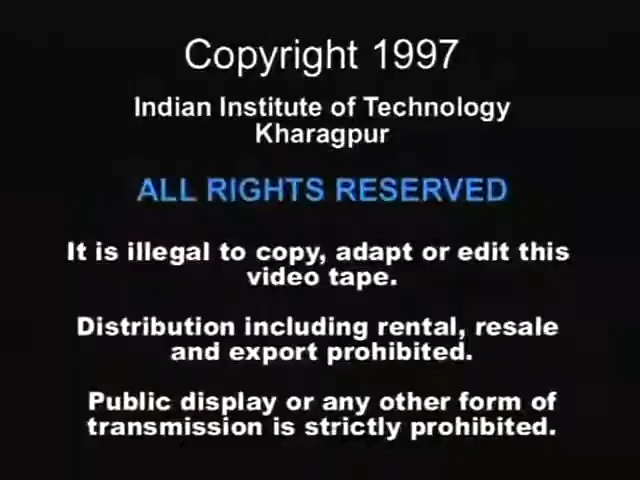 Copyright 1997
Indian Institute of Technology
Kharagpur
ALL RIGHTS RESERVED
It is illegal to copy, adapt or edit this
video tape.
Distribution including rental, resale
and export prohibited.
Public display or any other form of
transmission is strictly prohibited.